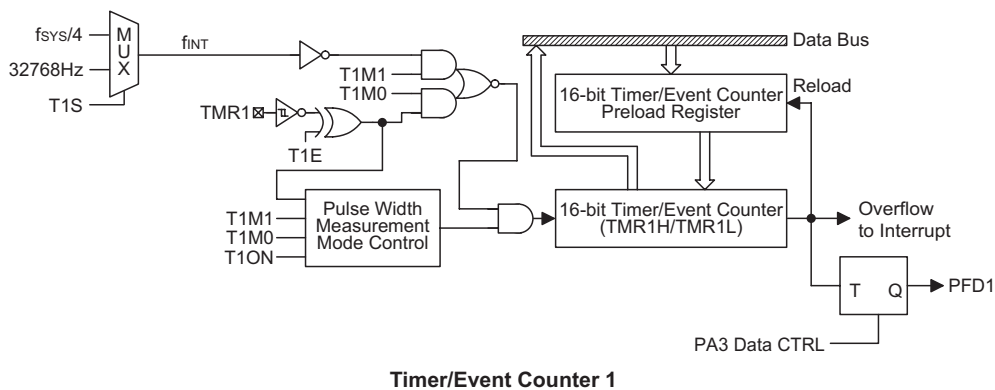 fSYS/4
32768Hz
T1S
MUX
fINT
TMR1
T1E
T1M1
T1M0
T1M1
T1M0
T1ON
Pulse Width
Measurement
Mode Control
Data Bus
16-bit Timer/Event Counter
Preload Register
Reload
16-bit Timer/Event Counter
(TMR1H/TMR1L)
Overflow
to Interrupt
T Q
PFD1
PA3 Data CTRL
Timer/Event Counter 1